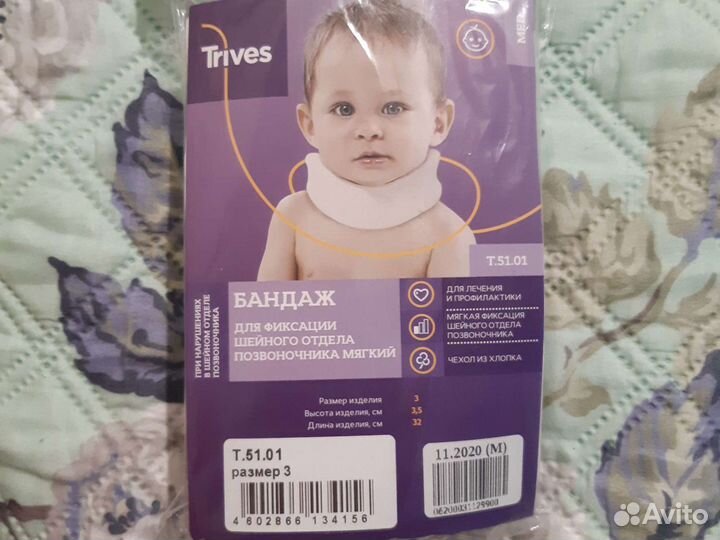 Trives
MED
Т.51.01
ПРИ НАРУШЕНИЯХ
В ШЕЙНОМ ОТДЕЛЕ
ПОЗВОНОЧНИКА
БАНДАЖ
ДЛЯ ФИКСАЦИИ
ШЕЙНОГО ОТДЕЛА
ПОЗВОНОЧНИКА МЯГКИЙ
ДЛЯ ЛЕЧЕНИЯ
И ПРОФИЛАКТИКИ
МЯГКАЯ ФИКСАЦИЯ
ШЕЙНОГО ОТДЕЛА
ПОЗВОНОЧНИКА
ЧЕХОЛ ИЗ ХЛОПКА
Размер изделия 3
Высота изделия, см 3,5
Длина изделия, см 32
Т.51.01
размер 3
4 602866 134156
11.2020 (М)
Avito